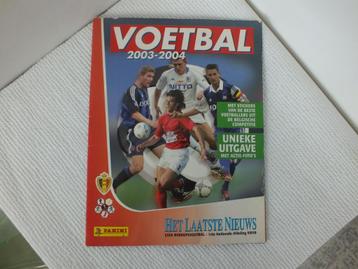 VOETBAL
2003-2004
DITTO
MET STICKERS
VAN DE BESTE
VOETBALLERS UIT
DE BELGISCHE
COMPETITIE
UNIEKE
UITGAVE
MET ACTIE-FOTO'S
PANINI
HET LAATSTE NIEUWS